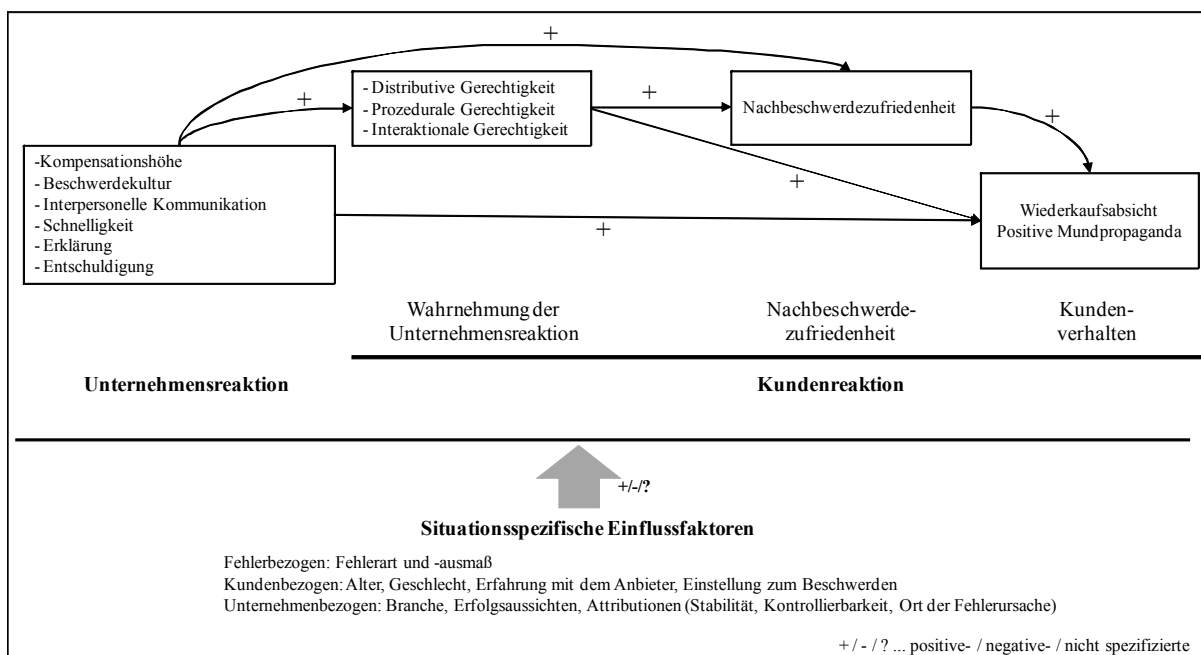 +
- Distributive Gerechtigkeit
- Prozedurale Gerechtigkeit
- Interaktionale Gerechtigkeit
+
+
Nachbeschwerdezufriedenheit
+
-Kompensationshöhe
- Beschwerdekultur
- Interpersonelle Kommunikation
- Schnelligkeit
- Erklärung
- Entschuldigung
+
+
Wiederkaufsabsicht
Positive Mundpropaganda
Wahrnehmung der
Unternehmensreaktion
Nachbeschwerde-
zufriedenheit
Kunden-
verhalten
Unternehmensreaktion
Kundenreaktion
+/-/?
Situationsspezifische Einflussfaktoren
Fehlerbezogen: Fehlerart und -ausmaß
Kundenbezogen: Alter, Geschlecht, Erfahrung mit dem Anbieter, Einstellung zum Beschwerden
Unternehmenbezogen: Branche, Erfolgsaussichten, Attributionen (Stabilität, Kontrollierbarkeit, Ort der Fehlerursache)
+ / - / ? ... positive- / negative- / nicht spezifizierte